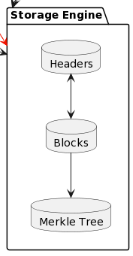 Storage Engine
Headers
Blocks
Merkle Tree